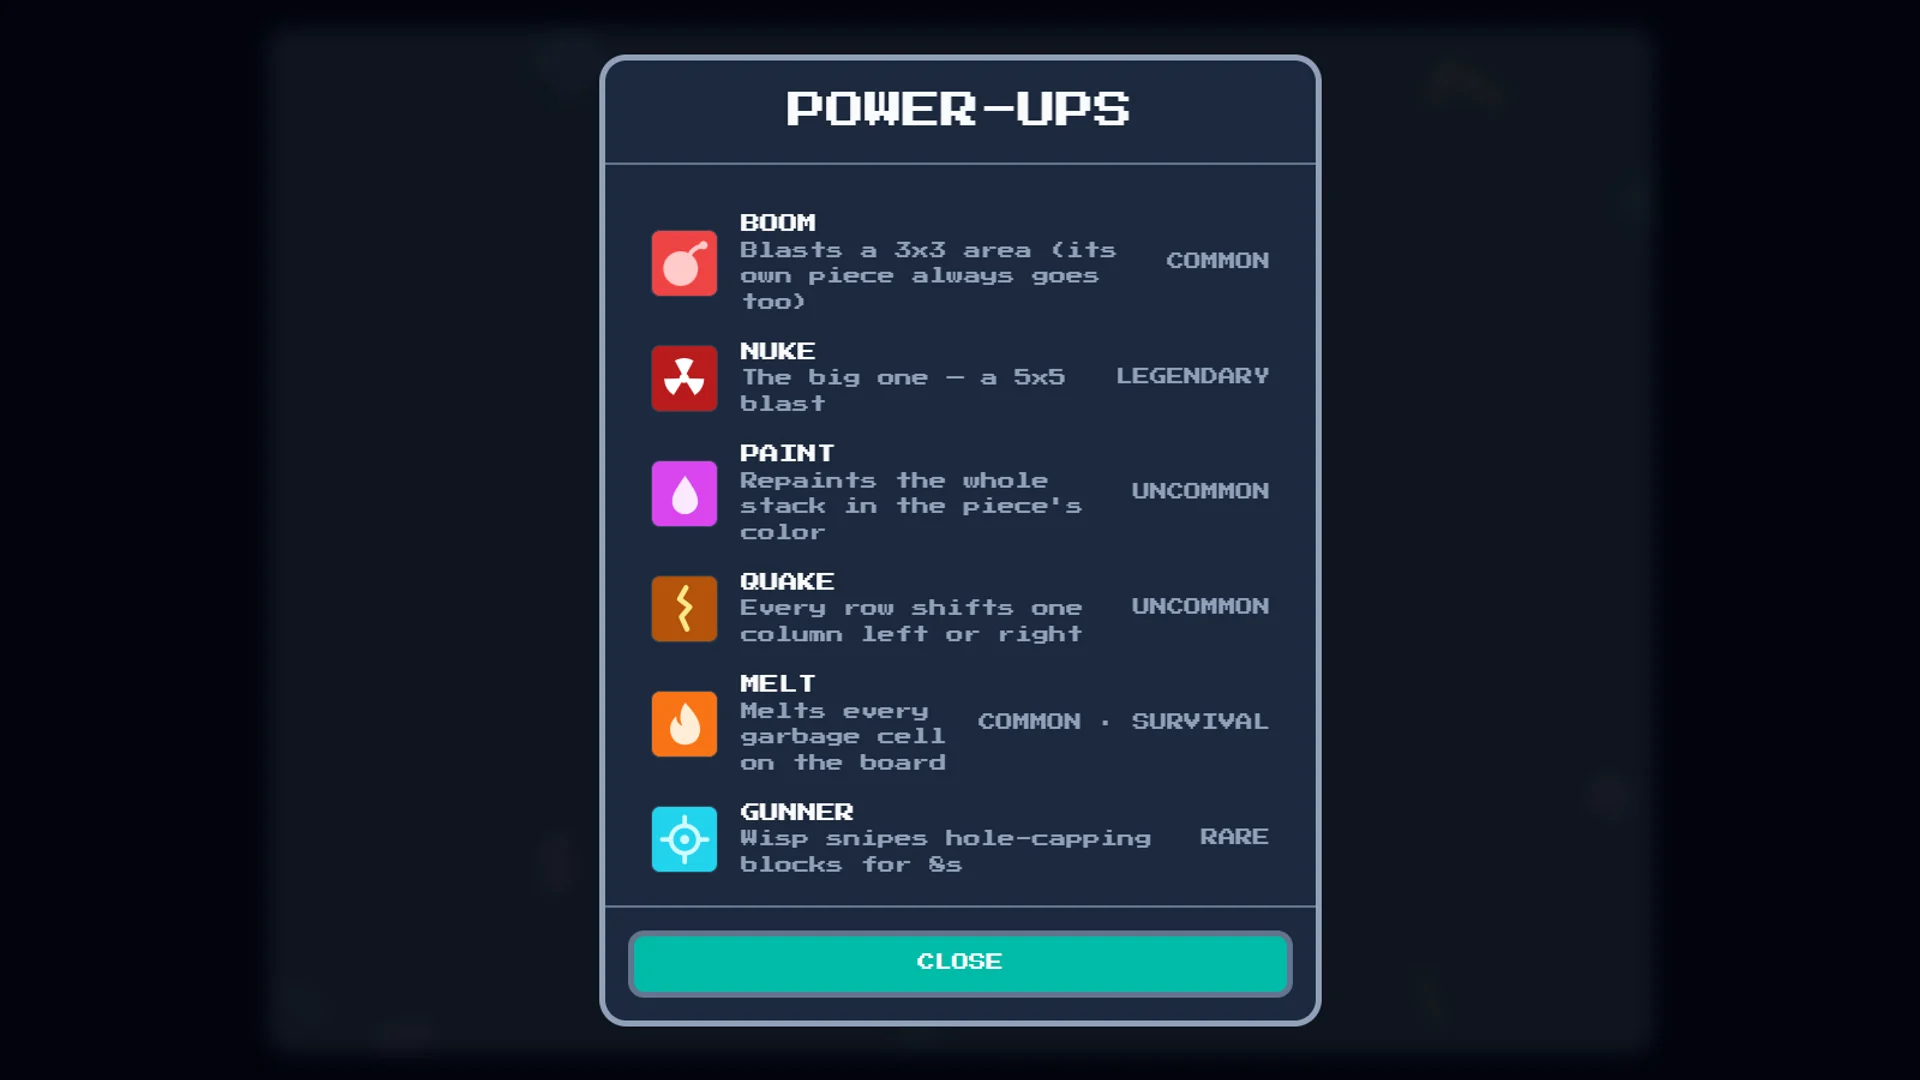 POWER-UPS
BOOM
Blasts a 3x3 area (its
own piece always goes
too)
COMMON
NUKE
The big one — a 5x5
blast
LEGENDARY
PAINT
Repaints the whole
stack in the piece's
color
UNCOMMON
QUAKE
Every row shifts one
column left or right
UNCOMMON
MELT
Melts every
garbage cell
on the board
COMMON · SURVIVAL
GUNNER
Wisp snipes hole-capping
blocks for 8s
RARE
CLOSE